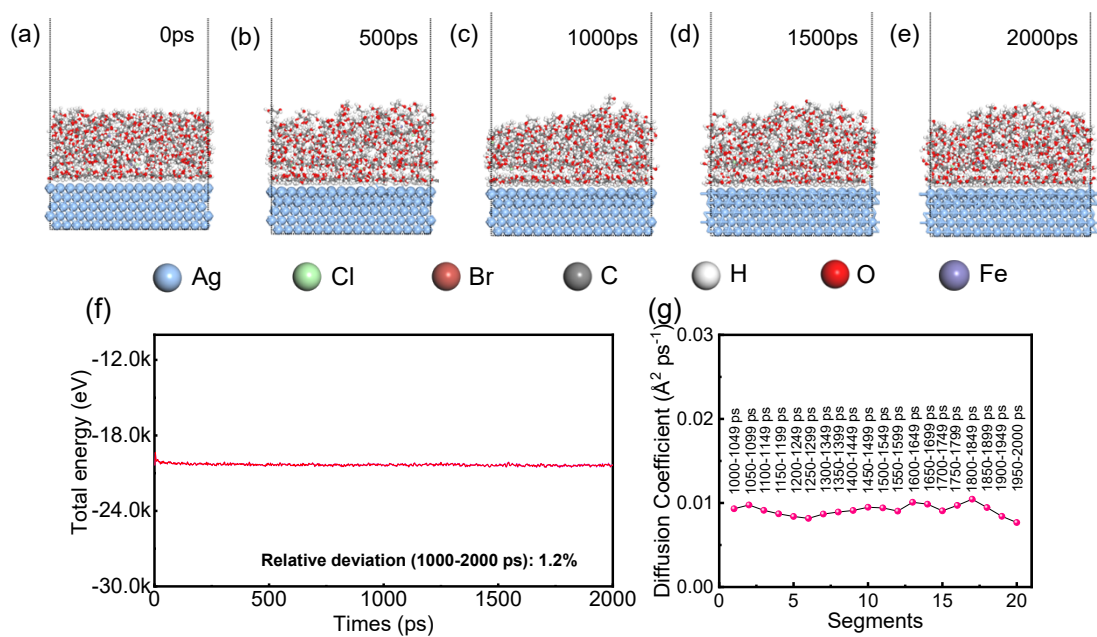 (a) 0ps
(b) 500ps
(c) 1000ps
(d) 1500ps
(e) 2000ps
Ag Cl Br C H O Fe
(f)
Total energy (eV)
-12.0k
-18.0k
-24.0k
-30.0k
Relative deviation (1000-2000 ps): 1.2%
0 500 1000 1500 2000
Times (ps)
(g)
Diffusion Coefficient (Å² ps⁻¹)
0.03
0.02
0.01
0.00
1000-1049 ps
1050-1099 ps
1100-1149 ps
1150-1199 ps
1200-1249 ps
1250-1299 ps
1300-1349 ps
1350-1399 ps
1400-1449 ps
1450-1499 ps
1500-1549 ps
1550-1599 ps
1600-1649 ps
1650-1699 ps
1700-1749 ps
1750-1799 ps
1800-1849 ps
1850-1899 ps
1900-1949 ps
1950-2000 ps
0 5 10 15 20
Segments